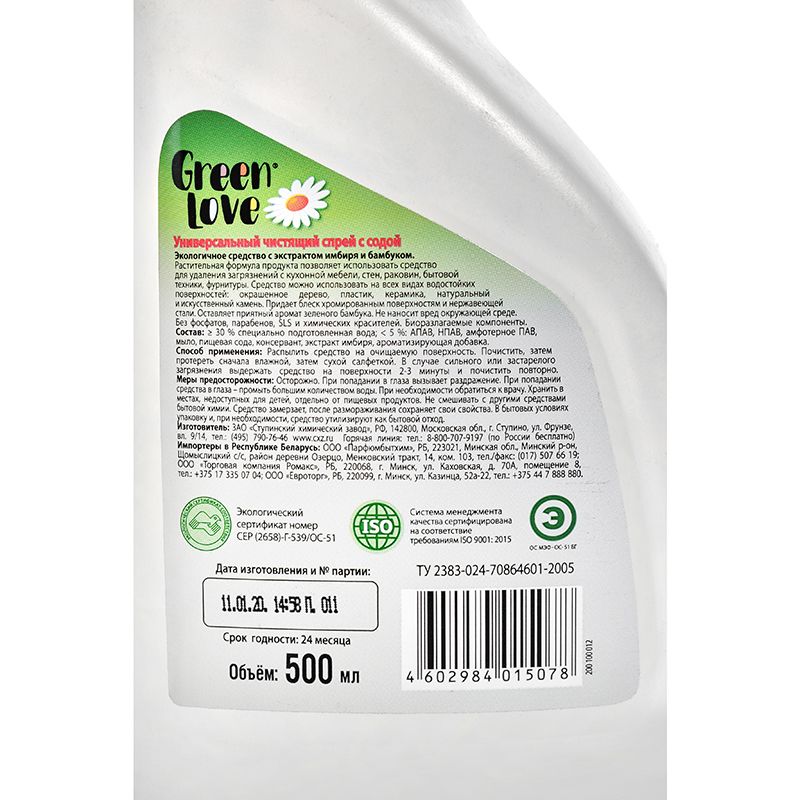 Green
Love
Универсальный чистящий спрей с содой
Экологичное средство с экстрактом имбиря и бамбуком.
Растительная формула продукта позволяет использовать средство
для удаления загрязнений с кухонной мебели, стен, раковин, бытовой
техники, фурнитуры. Средство можно использовать на всех видах водостойких
поверхностей: окрашенное дерево, пластик, керамика, натуральный
и искусственный камень. Придает блеск хромированным поверхностям и нержавеющей
стали. Оставляет приятный аромат зеленого бамбука. Не наносит вред окружающей среде.
Без фосфатов, парабенов, SLS и химических красителей. Биоразлагаемые компоненты.
Состав: ≥ 30 % специально подготовленная вода; < 5 %: АПАВ, НПАВ, амфотерное ПАВ,
мыло, пищевая сода, консервант, экстракт имбиря, ароматизирующая добавка.
Способ применения: Распылить средство на очищаемую поверхность. Почистить, затем
протереть сначала влажной, затем сухой салфеткой. В случае сильного или застарелого
загрязнения выдержать средство на поверхности 2-3 минуты и почистить повторно.
Меры предосторожности: Осторожно. При попадании в глаза вызывает раздражение. При попадании
средства в глаза – промыть большим количеством воды. При необходимости обратиться к врачу. Хранить в
местах, недоступных для детей, отдельно от пищевых продуктов. Не смешивать с другими средствами
бытовой химии. Средство замерзает, после размораживания сохраняет свои свойства. В бытовых условиях
упаковку и, при необходимости, средство утилизируют как бытовой отход.
Изготовитель: ЗАО «Ступинский химический завод», РФ, 142800, Московская обл., г. Ступино, ул. Фрунзе,
вл. 9/14, тел.: (495) 790-76-46 www.cxz.ru Горячая линия: тел.: 8-800-707-9197 (по России бесплатно)
Импортеры в Республике Беларусь: ООО «Парфюмбытхим», РБ, 223021, Минская обл., Минский р-он,
Щомыслицкий с/с, район деревни Озерцо, Менковский тракт, 14, ком. 103, тел./факс: (017) 507 66 19;
ООО «Торговая компания Ромакс», РБ, 220068, г. Минск, ул. Каховская, д. 70А, помещение 8,
тел.: +375 17 335 07 04; ООО «Евроторг», РБ, 220099, г. Минск, ул. Казинца, 52а-22, тел.: +375 44 7 888 880.
Экологический
сертификат номер
СЕР (2658)-Г-539/ОС-51
ISO
Система менеджмента
качества сертифицирована
на соответствие
требованиям ISO 9001: 2015
Э
ОС МЭФ-ОС-51 БГ
Дата изготовления и № партии:
11.01.20. 14:58 П. 011
Срок годности: 24 месяца
Объём: 500 мл
ТУ 2383-024-70864601-2005
4 602984 015078
200 100 012